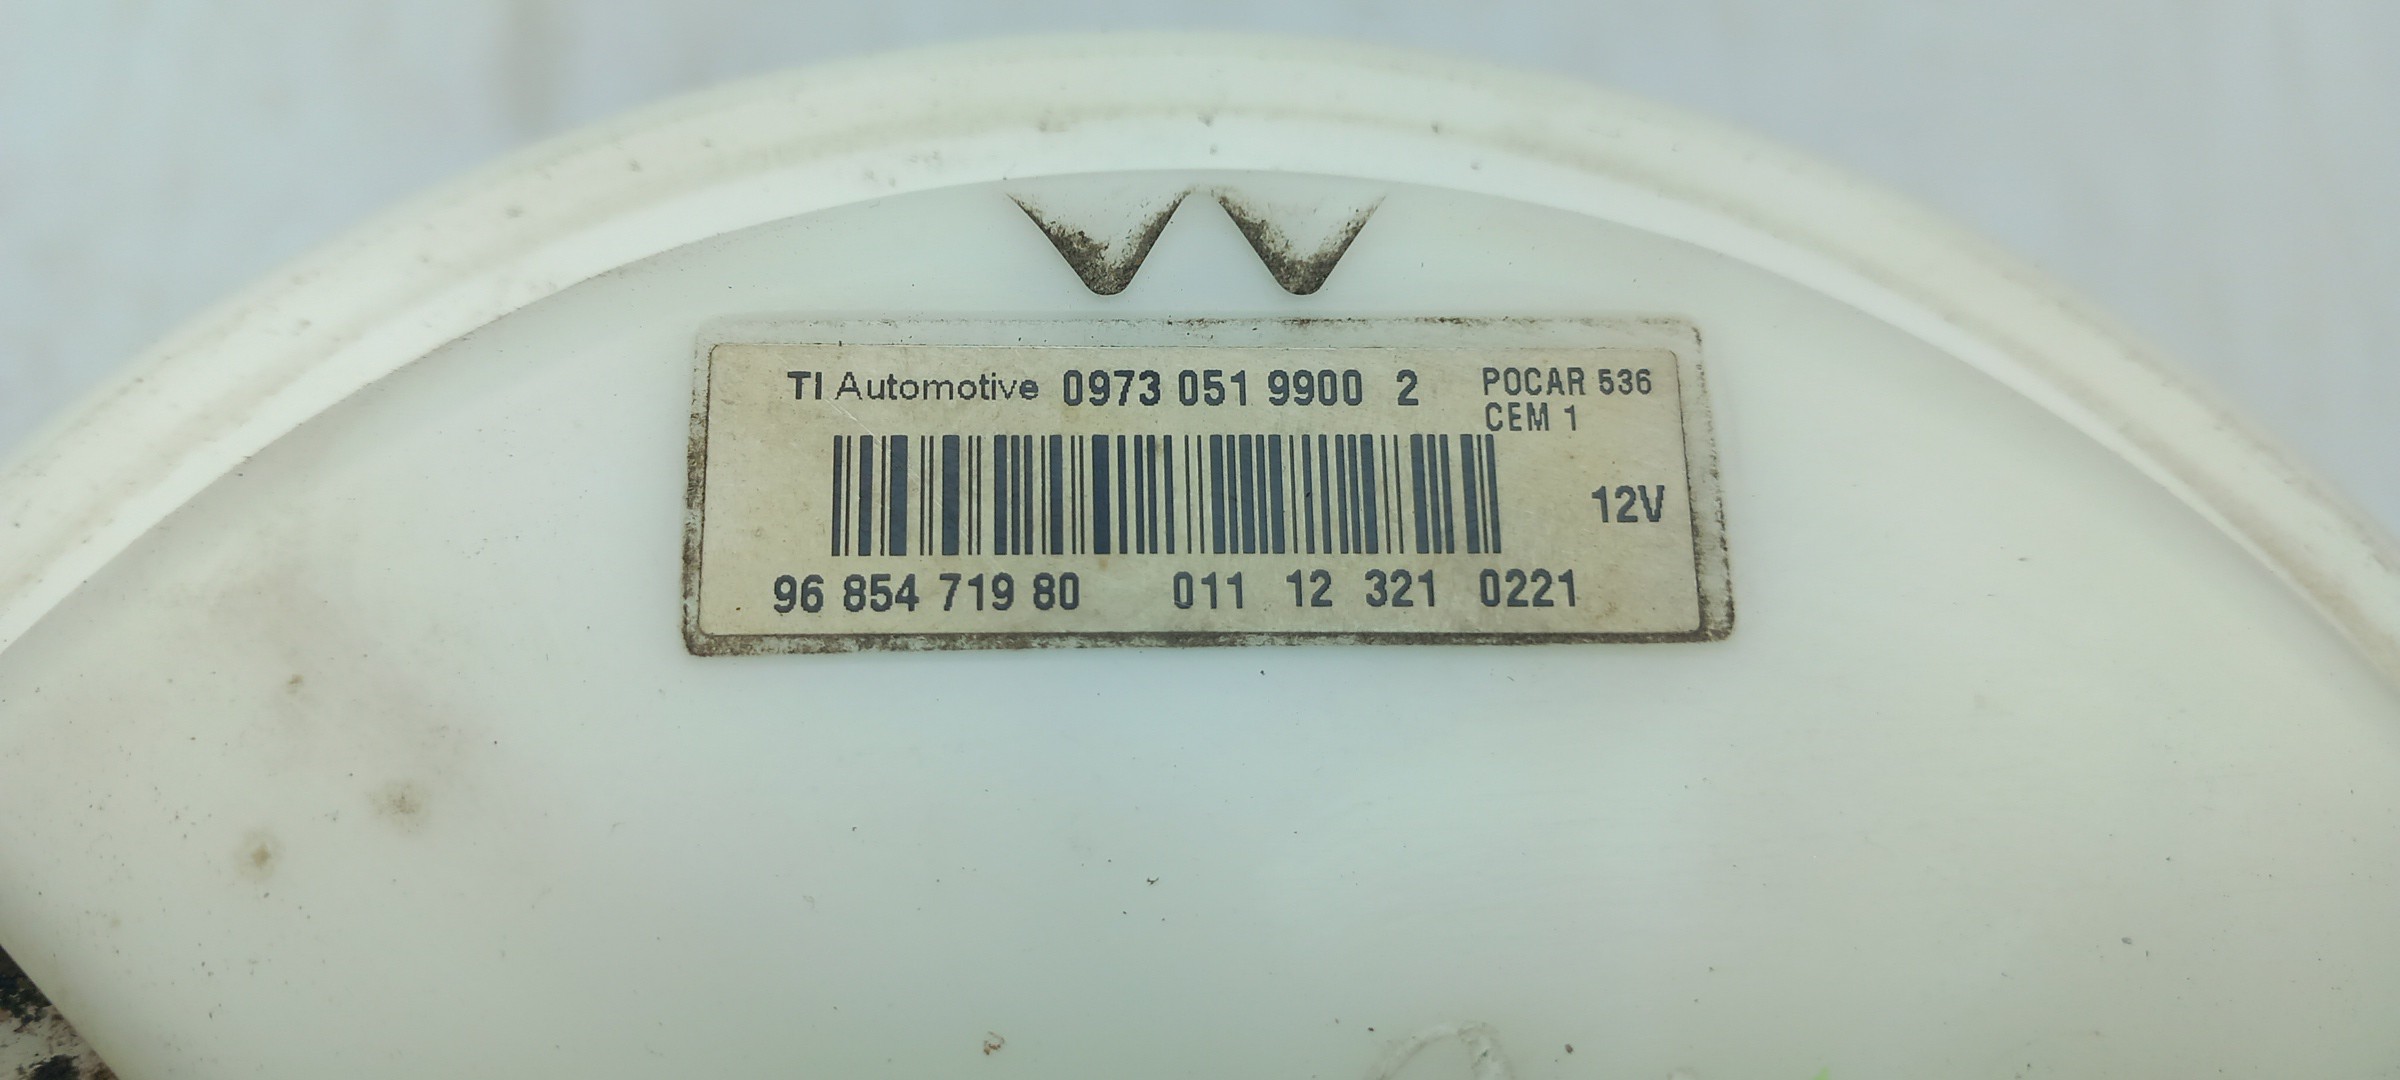 TI Automotive 0973 051 9900 2 POCAR 536
CEM 1
12V
96 854 719 80 011 12 321 0221